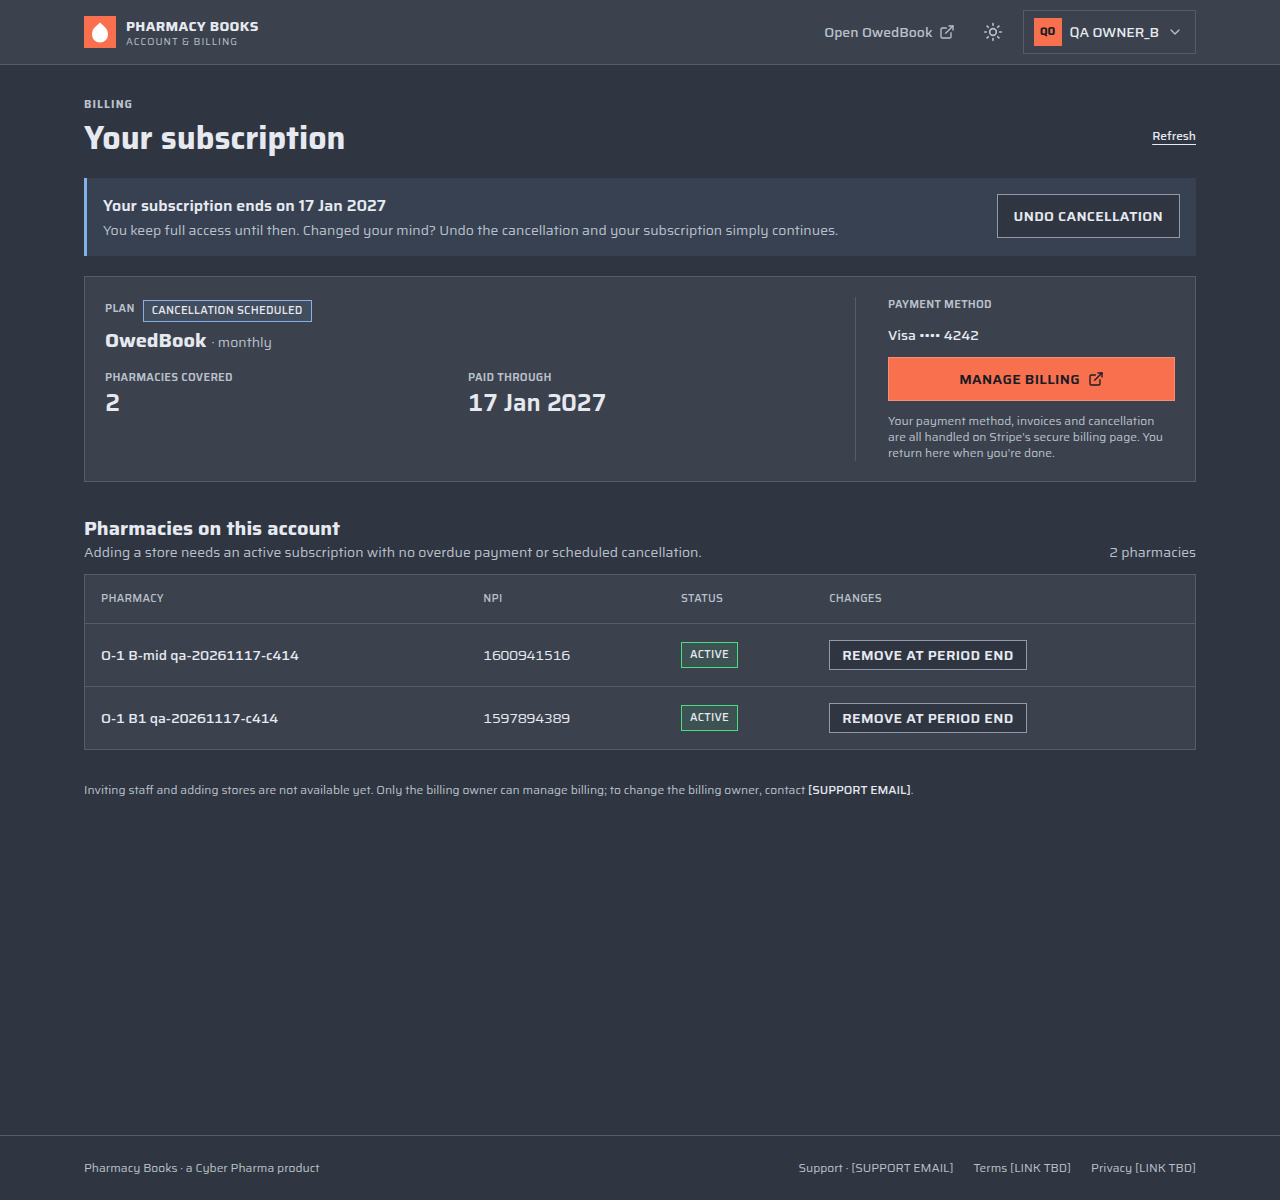 PHARMACY BOOKS
ACCOUNT & BILLING
Open OwedBook
QO
QA OWNER_B
BILLING
Your subscription
Refresh
Your subscription ends on 17 Jan 2027
You keep full access until then. Changed your mind? Undo the cancellation and your subscription simply continues.
UNDO CANCELLATION
PLAN
CANCELLATION SCHEDULED
OwedBook · monthly
PHARMACIES COVERED
2
PAID THROUGH
17 Jan 2027
PAYMENT METHOD
Visa •••• 4242
MANAGE BILLING
Your payment method, invoices and cancellation
are all handled on Stripe's secure billing page. You
return here when you're done.
Pharmacies on this account
Adding a store needs an active subscription with no overdue payment or scheduled cancellation.
2 pharmacies
PHARMACY NPI STATUS CHANGES
O-1 B-mid qa-20261117-c414 1600941516 ACTIVE REMOVE AT PERIOD END
O-1 B1 qa-20261117-c414 1597894389 ACTIVE REMOVE AT PERIOD END
Inviting staff and adding stores are not available yet. Only the billing owner can manage billing; to change the billing owner, contact [SUPPORT EMAIL].
Pharmacy Books · a Cyber Pharma product
Support · [SUPPORT EMAIL] Terms [LINK TBD] Privacy [LINK TBD]